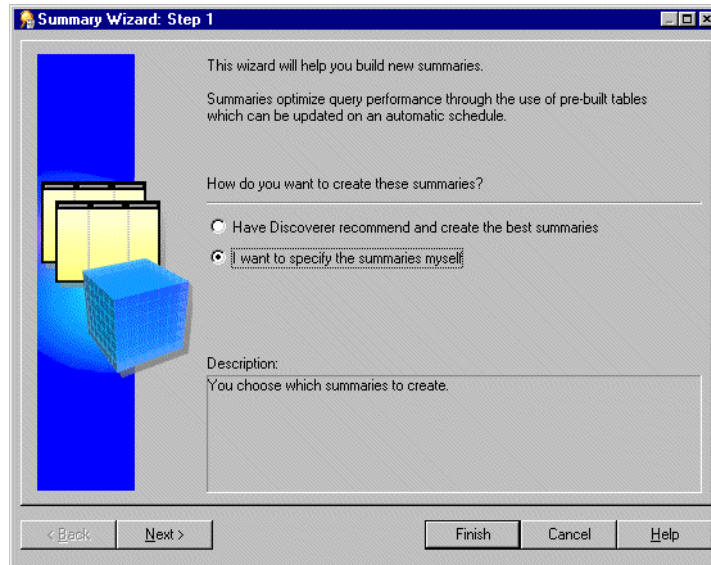 Summary Wizard: Step 1
This wizard will help you build new summaries.
Summaries optimize query performance through the use of pre-built tables
which can be updated on an automatic schedule.
How do you want to create these summaries?
Have Discoverer recommend and create the best summaries
I want to specify the summaries myself
Description:
You choose which summaries to create.
< Back
Next >
Finish
Cancel
Help